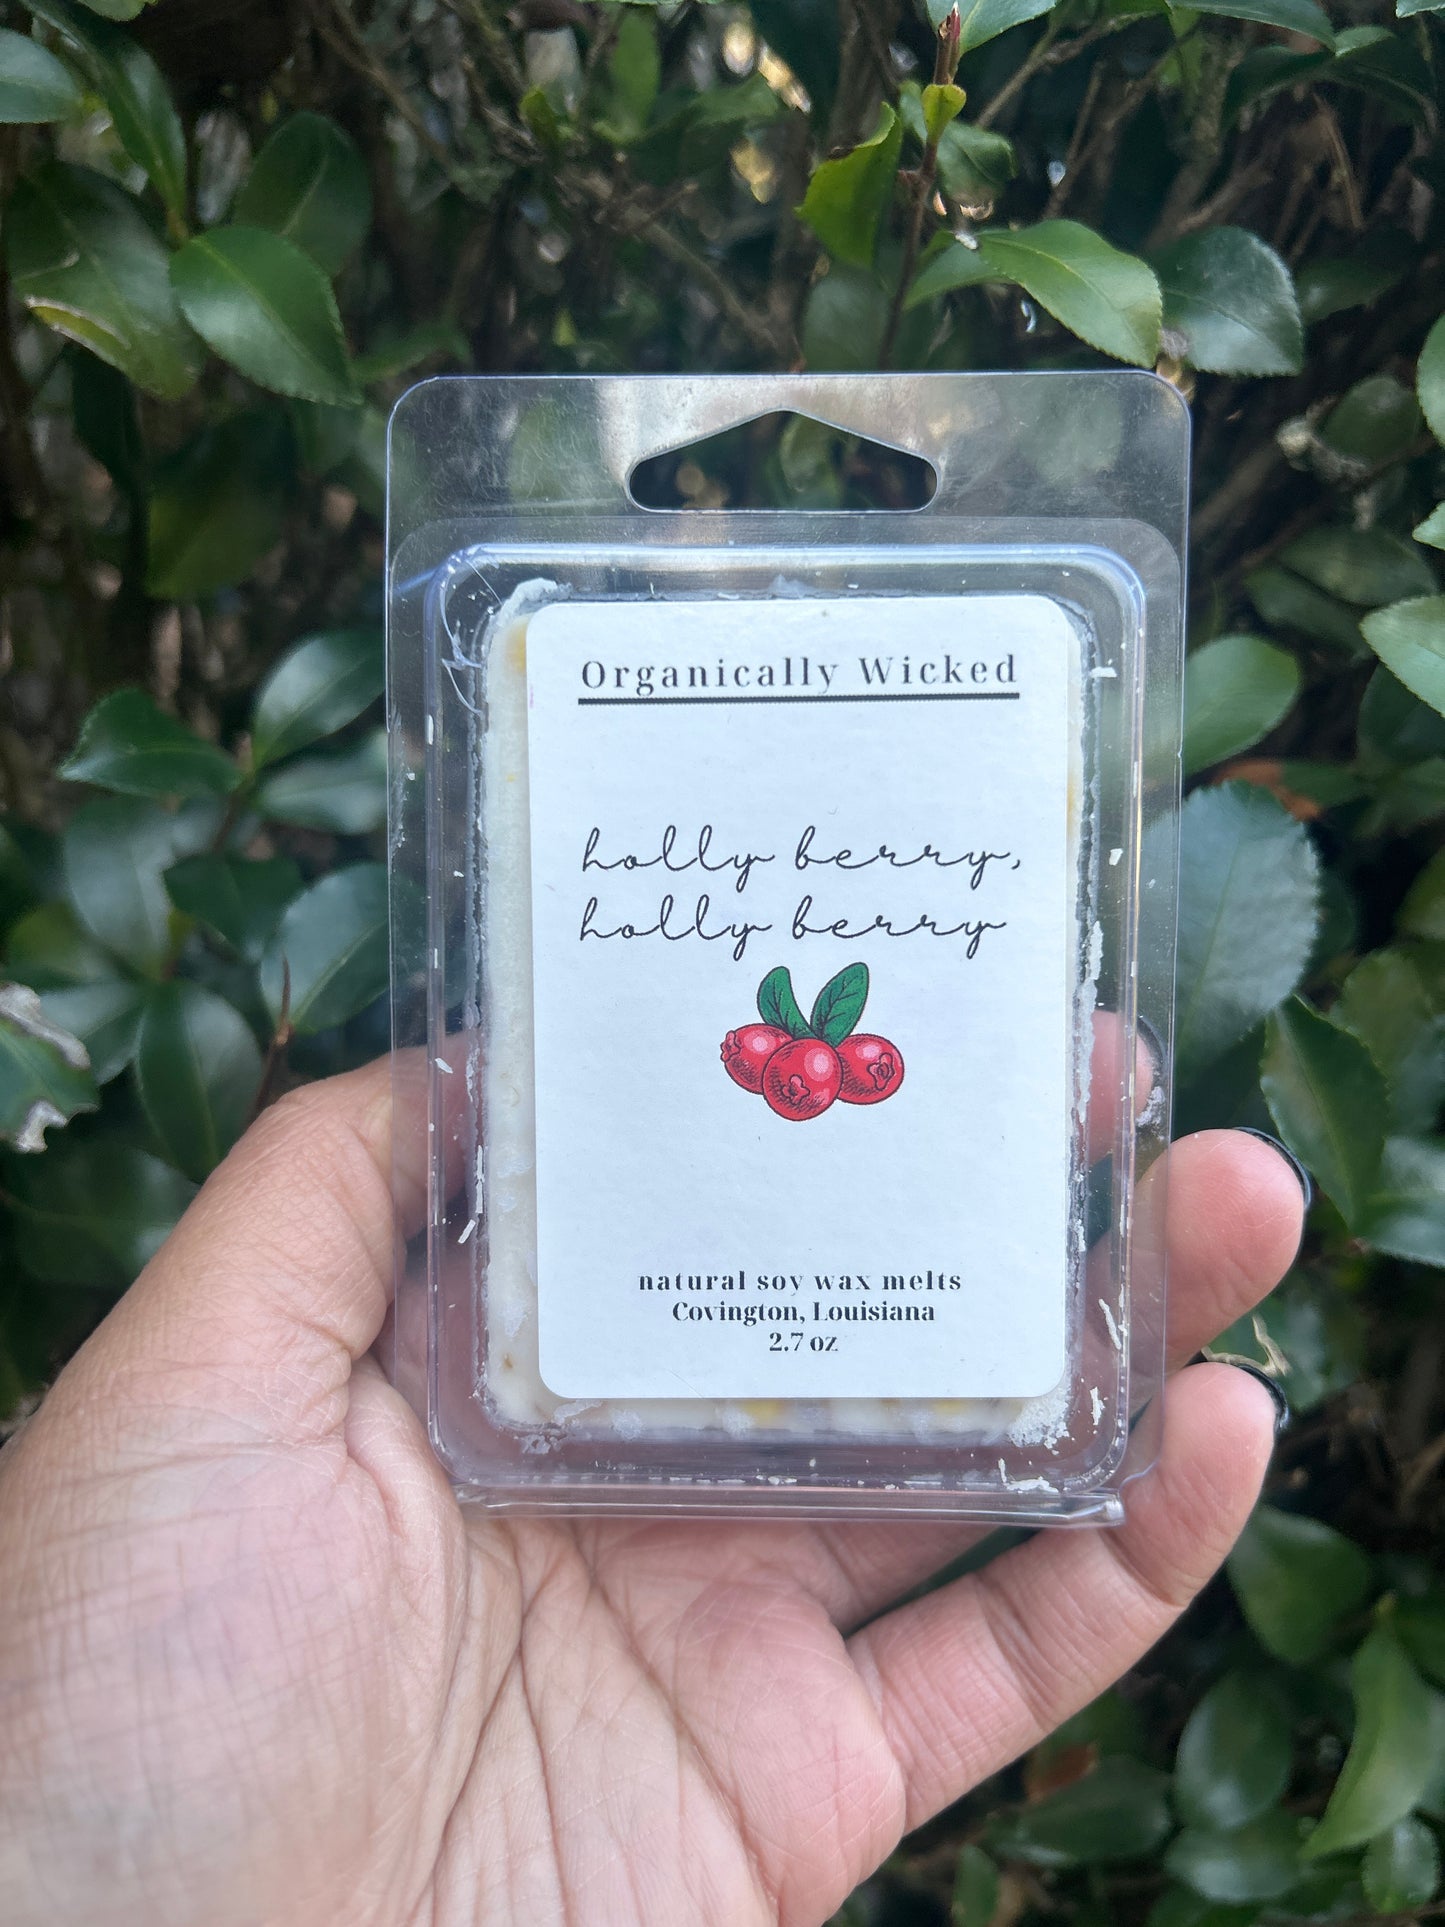 Organically Wicked
holly berry,
holly berry
natural soy wax melts
Covington, Louisiana
2.7 oz